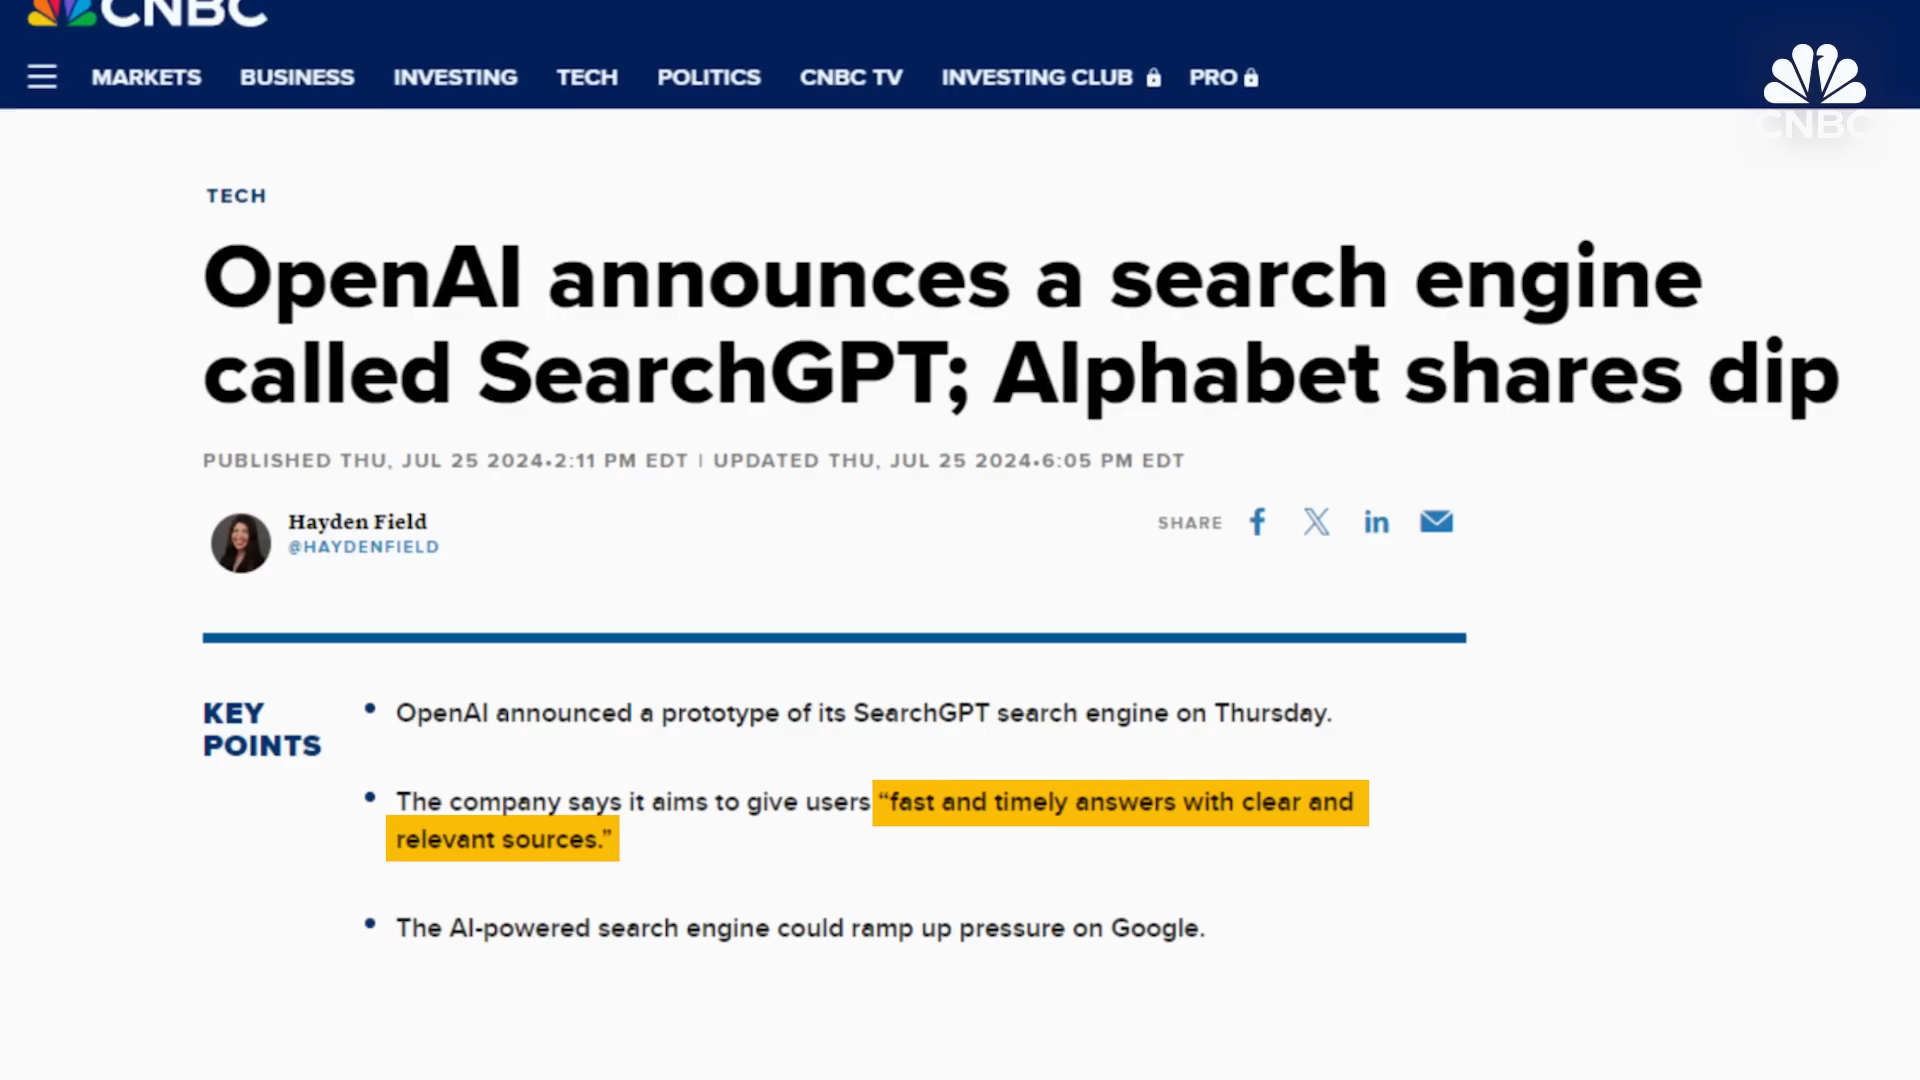 CNBC
MARKETS BUSINESS INVESTING TECH POLITICS CNBC TV INVESTING CLUB PRO
CNBC
TECH
OpenAI announces a search engine
called SearchGPT; Alphabet shares dip
PUBLISHED THU, JUL 25 2024•2:11 PM EDT | UPDATED THU, JUL 25 2024•6:05 PM EDT
Hayden Field
@HAYDENFIELD
SHARE
KEY
POINTS
• OpenAI announced a prototype of its SearchGPT search engine on Thursday.
• The company says it aims to give users “fast and timely answers with clear and
relevant sources.”
• The AI-powered search engine could ramp up pressure on Google.